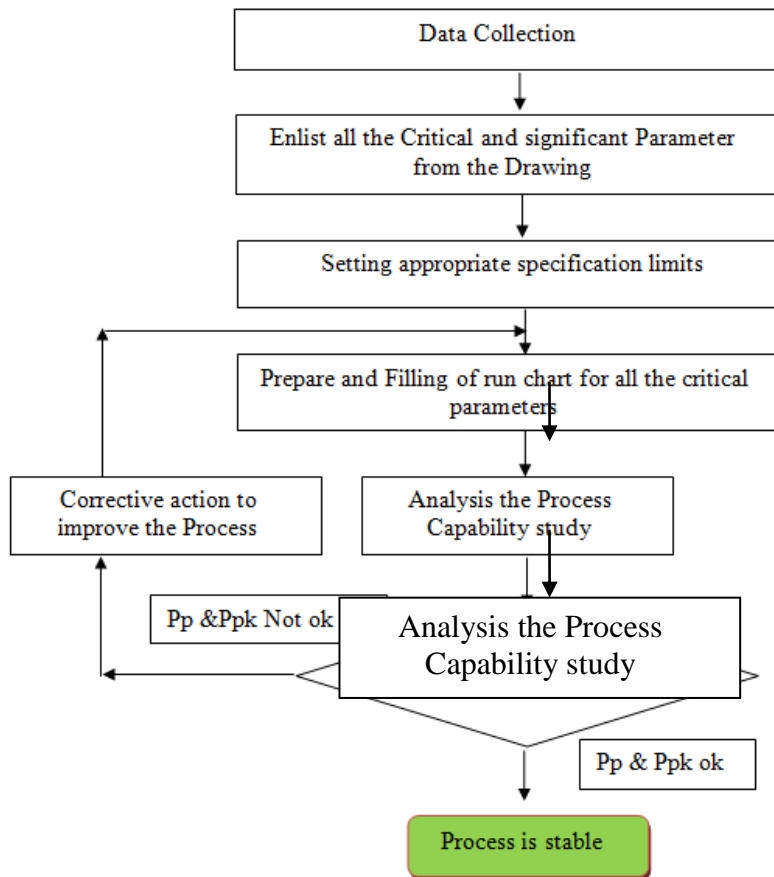 Data Collection
Enlist all the Critical and significant Parameter
from the Drawing
Setting appropriate specification limits
Prepare and Filling of run chart for all the critical
parameters
Corrective action to
improve the Process
Analysis the Process
Capability study
Pp &Ppk Not ok
Analysis the Process
Capability study
Pp & Ppk ok
Process is stable